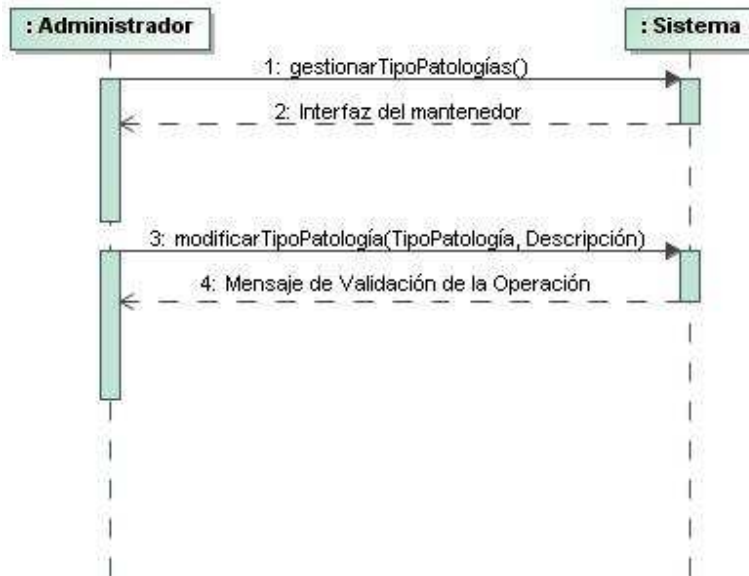 : Administrador
: Sistema
1: gestionarTipoPatologías()
2: Interfaz del mantenedor
3: modificarTipoPatología(TipoPatología, Descripción)
4: Mensaje de Validación de la Operación